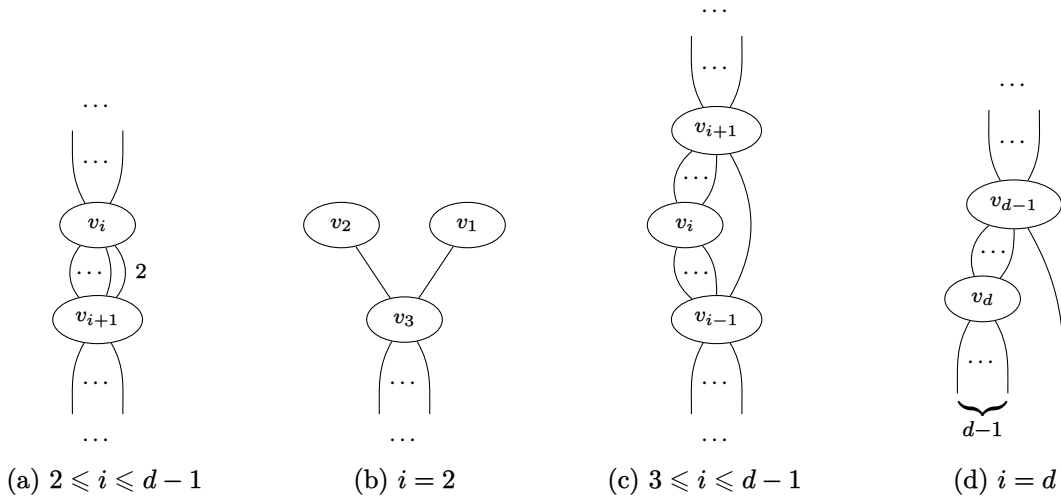 ...
...
v_i
... 2
v_{i+1}
...
...
(a) 2 ⩽ i ⩽ d − 1
v_2 v_1
v_3
...
...
(b) i = 2
...
...
v_{i+1}
...
v_i
...
v_{i−1}
...
...
(c) 3 ⩽ i ⩽ d − 1
...
...
v_{d−1}
...
v_d
...
d−1
(d) i = d